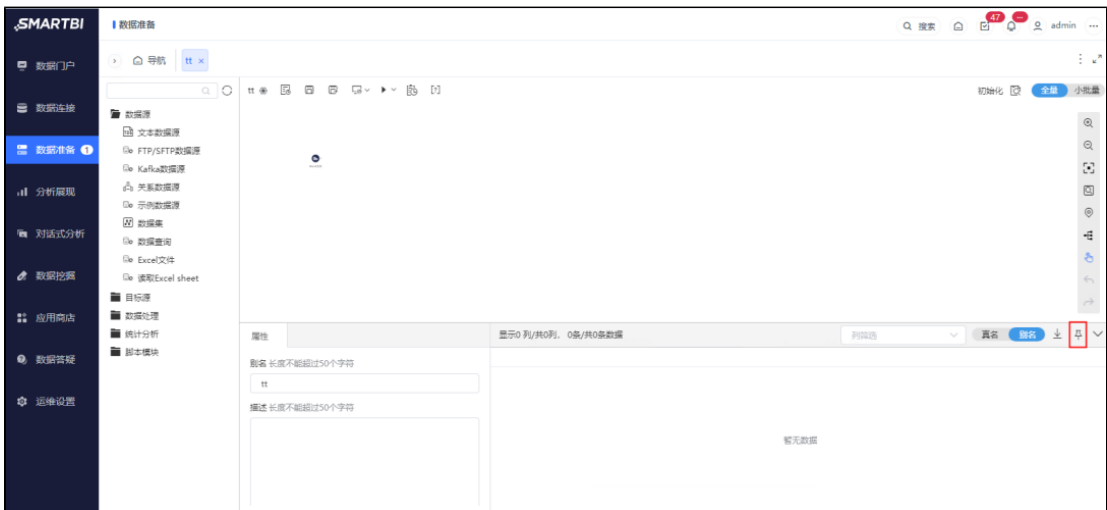 SMARTBI
数据准备
搜索
47
admin
数据门户
导航
tt ×
数据连接
tt
初始化
全量
小批量
数据源
文本数据源
数据准备 1
FTP/SFTP数据源
Kafka数据源
分析展现
关系数据源
示例数据源
数据集
对话式分析
数据查询
Excel文件
数据挖掘
读取Excel sheet
目标源
应用商店
数据处理
统计分析
属性
显示0 列/共0列, 0条/共0条数据
列筛选
真名
别名
脚本模块
数据答疑
别名 长度不能超过50个字符
tt
运维设置
描述 长度不能超过50个字符
暂无数据